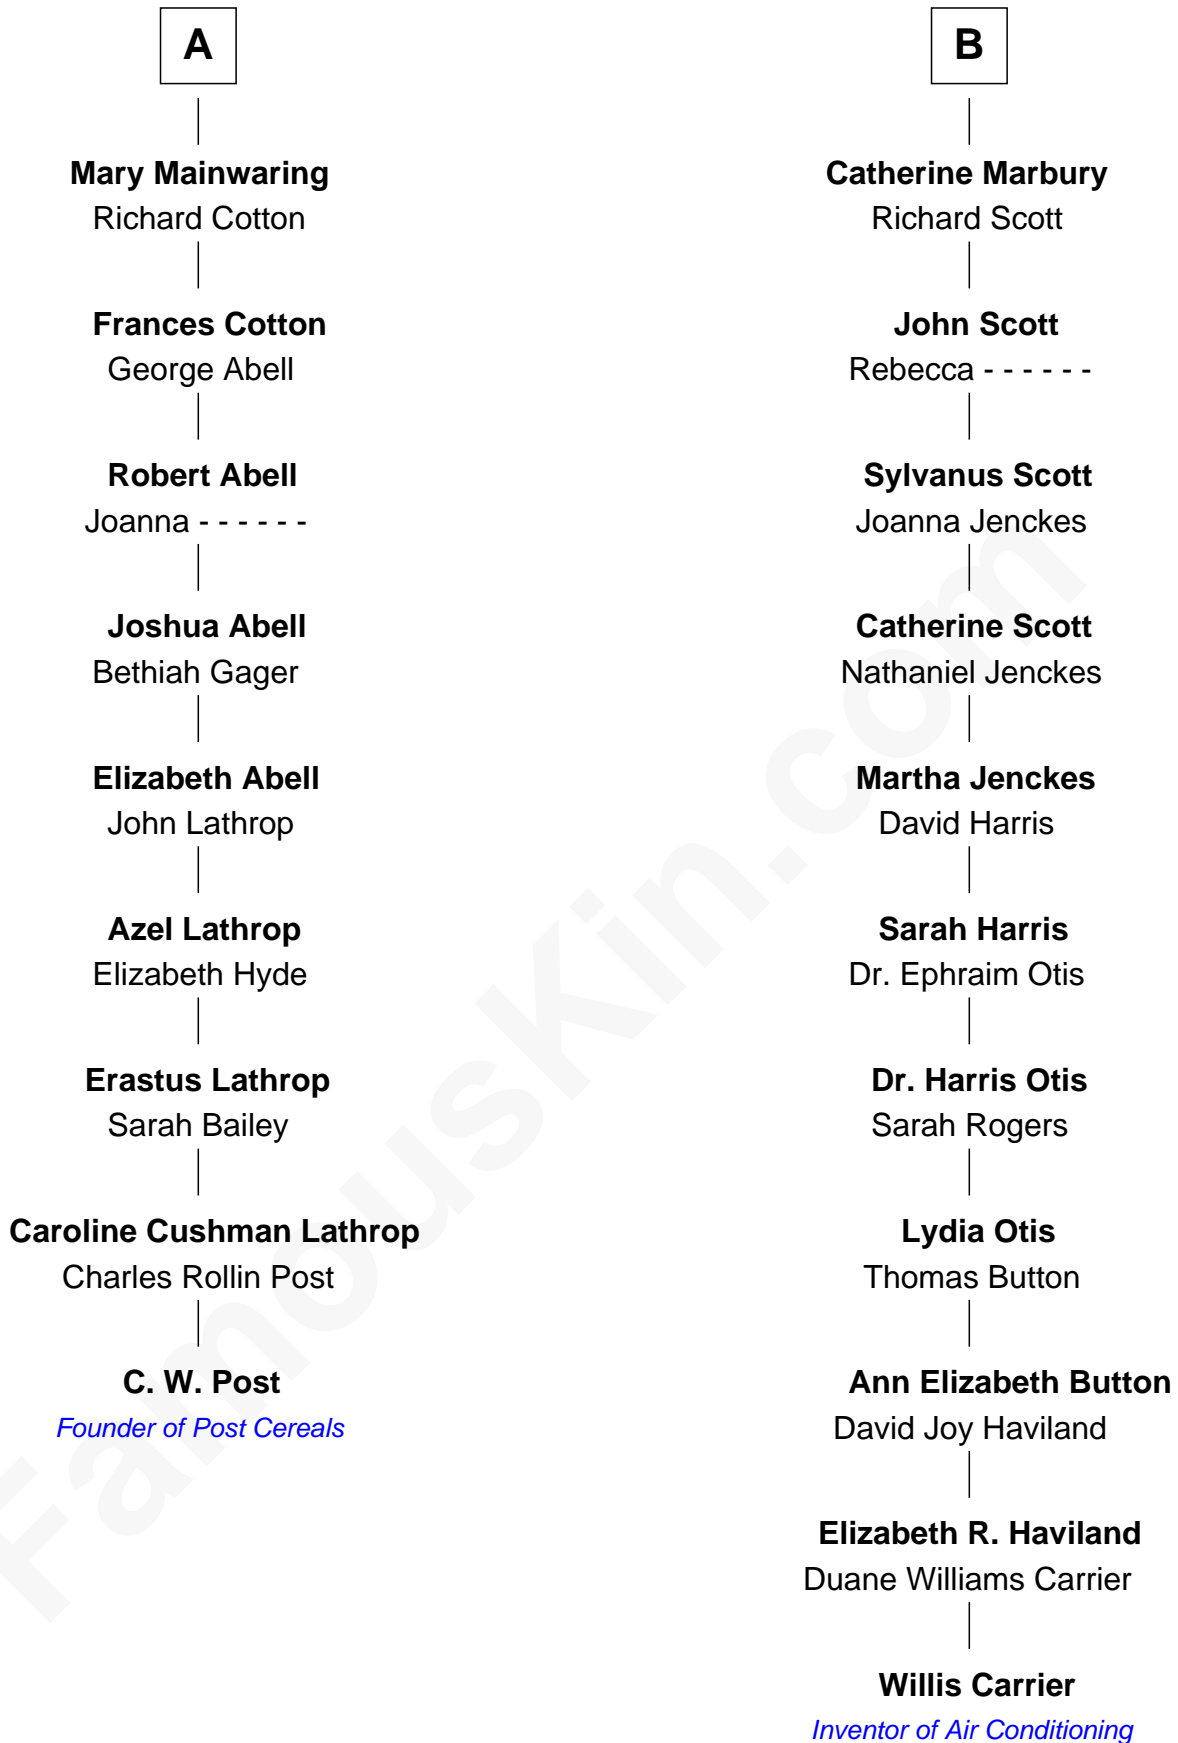 A
Mary Mainwaring
Richard Cotton
Frances Cotton
George Abell
Robert Abell
Joanna - - - - - -
Joshua Abell
Bethiah Gager
Elizabeth Abell
John Lathrop
Azel Lathrop
Elizabeth Hyde
Erastus Lathrop
Sarah Bailey
Caroline Cushman Lathrop
Charles Rollin Post
C. W. Post
Founder of Post Cereals
B
Catherine Marbury
Richard Scott
John Scott
Rebecca - - - - - -
Sylvanus Scott
Joanna Jenckes
Catherine Scott
Nathaniel Jenckes
Martha Jenckes
David Harris
Sarah Harris
Dr. Ephraim Otis
Dr. Harris Otis
Sarah Rogers
Lydia Otis
Thomas Button
Ann Elizabeth Button
David Joy Haviland
Elizabeth R. Haviland
Duane Williams Carrier
Willis Carrier
Inventor of Air Conditioning
FamousKin.com